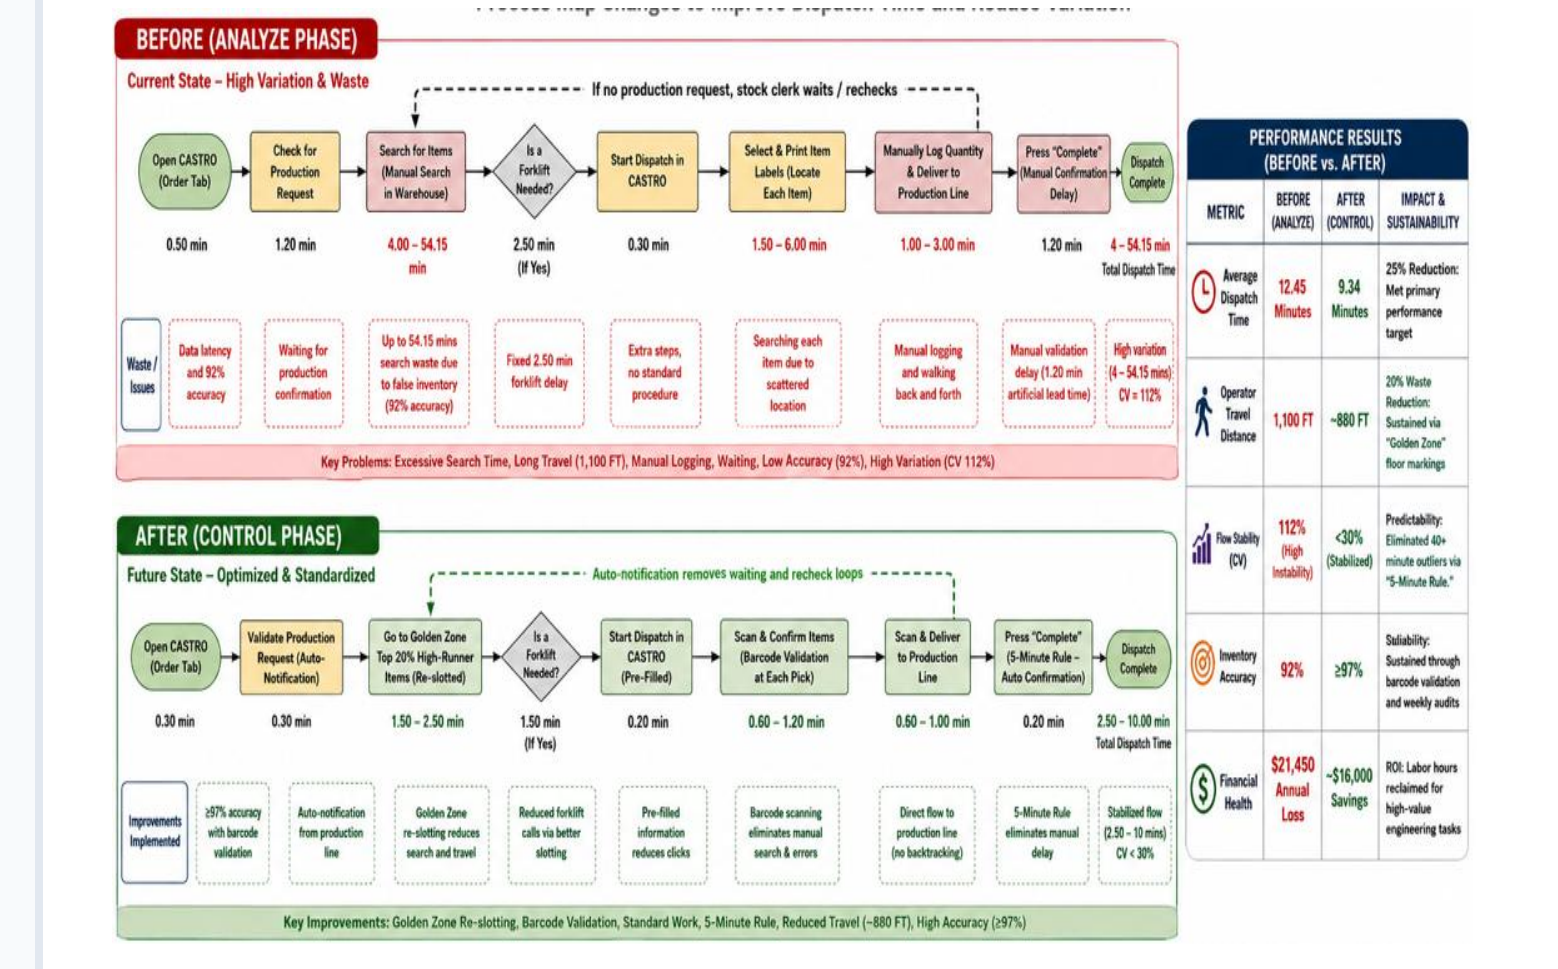 Process Map Changes to Improve Dispatch Time and Reduce Variation
BEFORE (ANALYZE PHASE)
Current State – High Variation & Waste
If no production request, stock clerk waits / rechecks
Open CASTRO
(Order Tab)
Check for
Production
Request
Search for Items
(Manual Search
in Warehouse)
Is a
Forklift
Needed?
Start Dispatch in
CASTRO
Select & Print Item
Labels (Locate
Each Item)
Manually Log Quantity
& Deliver to
Production Line
Press "Complete"
(Manual Confirmation
Delay)
Dispatch
Complete
0.50 min
1.20 min
4.00 – 54.15
min
2.50 min
(If Yes)
0.30 min
1.50 – 6.00 min
1.00 – 3.00 min
1.20 min
4 – 54.15 min
Total Dispatch Time
Waste /
Issues
Data latency
and 92%
accuracy
Waiting for
production
confirmation
Up to 54.15 mins
search waste due
to false inventory
(92% accuracy)
Fixed 2.50 min
forklift delay
Extra steps,
no standard
procedure
Searching each
item due to
scattered
location
Manual logging
and walking
back and forth
Manual validation
delay (1.20 min
artificial lead time)
High variation
(4 – 54.15 mins)
CV = 112%
Key Problems: Excessive Search Time, Long Travel (1,100 FT), Manual Logging, Waiting, Low Accuracy (92%), High Variation (CV 112%)
AFTER (CONTROL PHASE)
Future State – Optimized & Standardized
Auto-notification removes waiting and recheck loops
Open CASTRO
(Order Tab)
Validate Production
Request (Auto-
Notification)
Go to Golden Zone
Top 20% High-Runner
Items (Re-slotted)
Is a
Forklift
Needed?
Start Dispatch in
CASTRO
(Pre-Filled)
Scan & Confirm Items
(Barcode Validation
at Each Pick)
Scan & Deliver
to Production
Line
Press "Complete"
(5-Minute Rule –
Auto Confirmation)
Dispatch
Complete
0.30 min
0.30 min
1.50 – 2.50 min
1.50 min
(If Yes)
0.20 min
0.60 – 1.20 min
0.60 – 1.00 min
0.20 min
2.50 – 10.00 min
Total Dispatch Time
Improvements
Implemented
≥97% accuracy
with barcode
validation
Auto-notification
from production
line
Golden Zone
re-slotting reduces
search and travel
Reduced forklift
calls via better
slotting
Pre-filled
information
reduces clicks
Barcode scanning
eliminates manual
search & errors
Direct flow to
production line
(no backtracking)
5-Minute Rule
eliminates manual
delay
Stabilized flow
(2.50 – 10 mins)
CV < 30%
Key Improvements: Golden Zone Re-slotting, Barcode Validation, Standard Work, 5-Minute Rule, Reduced Travel (~880 FT), High Accuracy (≥97%)
PERFORMANCE RESULTS
(BEFORE vs. AFTER)
METRIC
BEFORE
(ANALYZE)
AFTER
(CONTROL)
IMPACT &
SUSTAINABILITY
Average
Dispatch
Time
12.45
Minutes
9.34
Minutes
25% Reduction:
Met primary
performance
target
Operator
Travel
Distance
1,100 FT
~880 FT
20% Waste
Reduction:
Sustained via
"Golden Zone"
floor markings
Flow Stability
(CV)
112%
(High
Instability)
<30%
(Stabilized)
Predictability:
Eliminated 40+
minute outliers via
"5-Minute Rule."
Inventory
Accuracy
92%
≥97%
Suliability:
Sustained through
barcode validation
and weekly audits
Financial
Health
$21,450
Annual
Loss
~$16,000
Savings
ROI: Labor hours
reclaimed for
high-value
engineering tasks